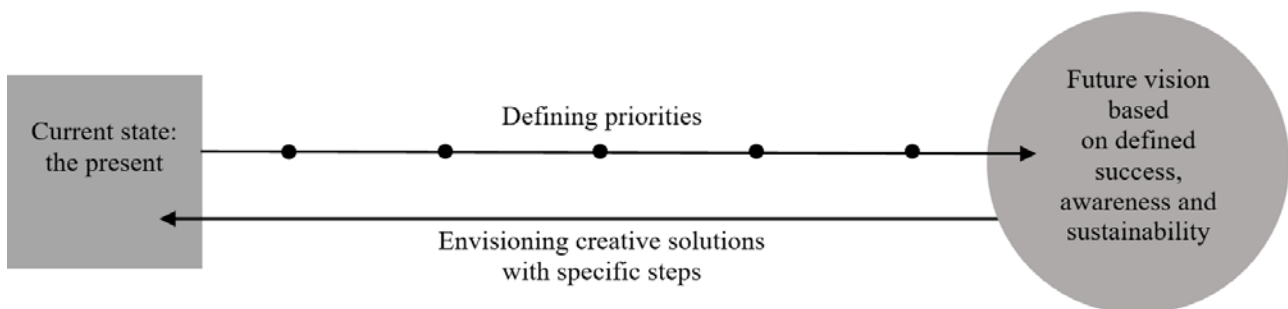 Current state:
the present
Defining priorities
Envisioning creative solutions
with specific steps
Future vision
based
on defined
success,
awareness and
sustainability